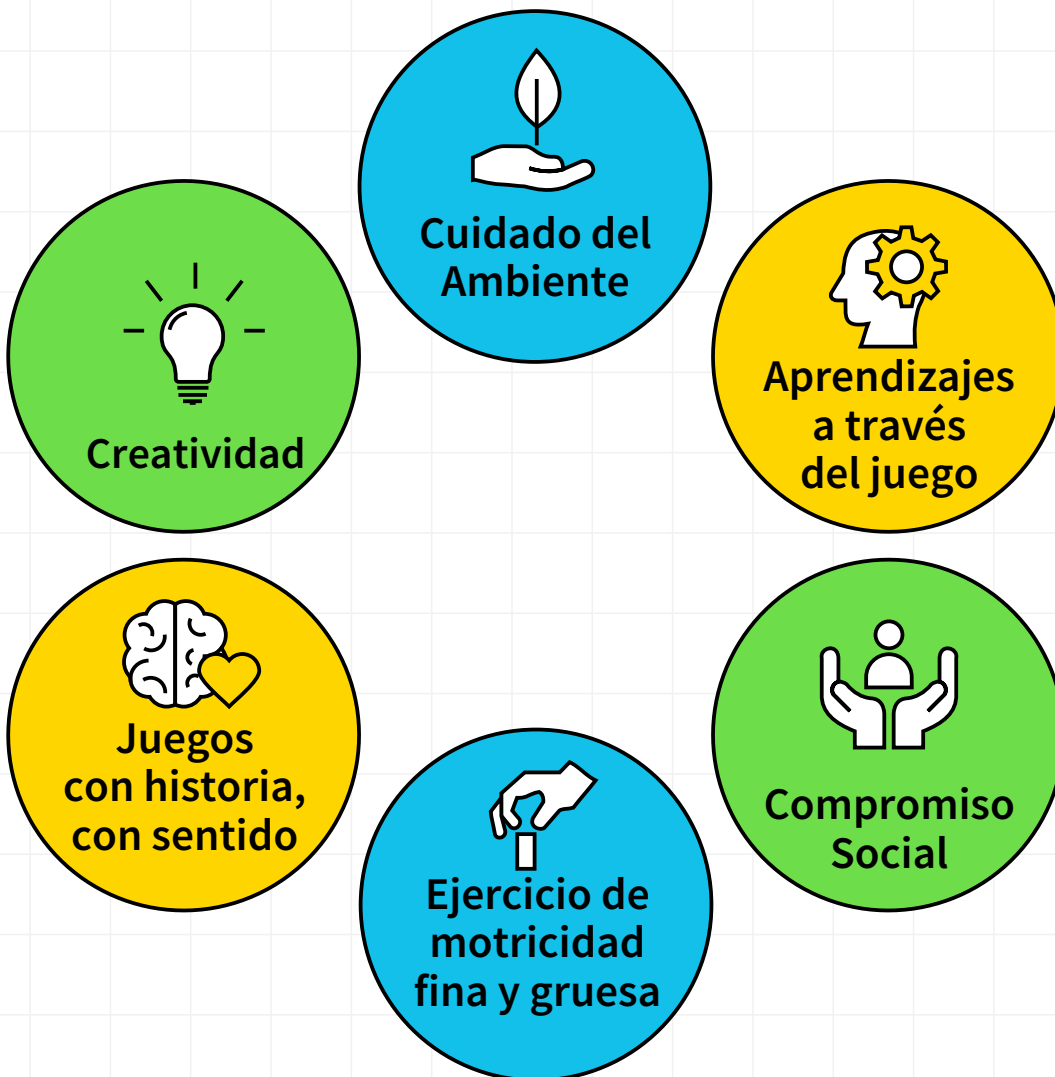 Cuidado del
Ambiente
Aprendizajes
a través
del juego
Compromiso
Social
Ejercicio de
motricidad
fina y gruesa
Juegos
con historia,
con sentido
Creatividad